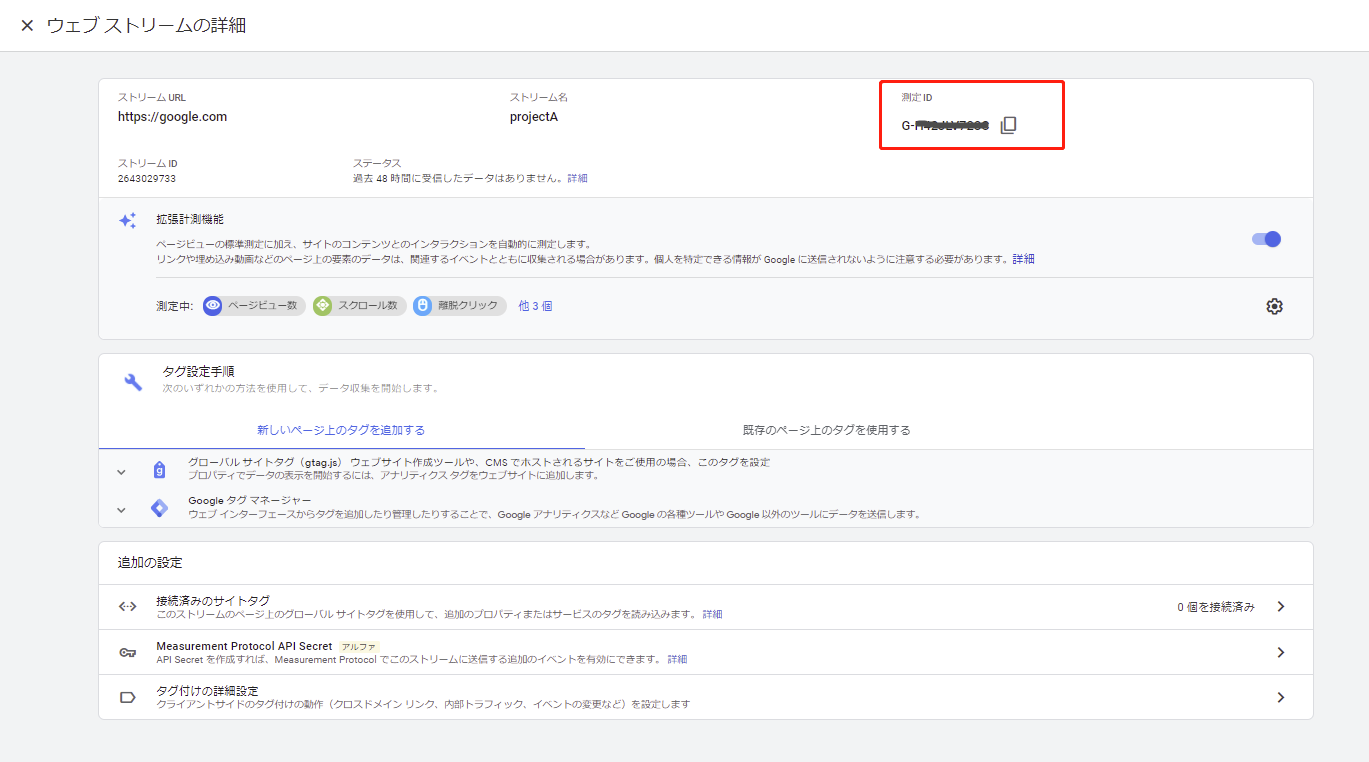 ウェブ ストリームの詳細
ストリーム URL
ストリーム名
測定 ID
https://google.com
projectA
G-
ストリーム ID
ステータス
2643029733
過去 48 時間に受信したデータはありません。詳細
拡張計測機能
ページビューの標準測定に加え、サイトのコンテンツとのインタラクションを自動的に測定します。
リンクや埋め込み動画などのページ上の要素のデータは、関連するイベントとともに収集される場合があります。個人を特定できる情報が Google に送信されないように注意する必要があります。詳細
測定中: ページビュー数 スクロール数 離脱クリック 他 3 個
タグ設定手順
次のいずれかの方法を使用して、データ収集を開始します。
新しいページ上のタグを追加する
既存のページ上のタグを使用する
グローバル サイトタグ（gtag.js） ウェブサイト作成ツールや、CMS でホストされるサイトをご使用の場合、このタグを設定
プロパティでデータの表示を開始するには、アナリティクス タグをウェブサイトに追加します。
Google タグ マネージャー
ウェブ インターフェースからタグを追加したり管理したりすることで、Google アナリティクスなど Google の各種ツールや Google 以外のツールにデータを送信します。
追加の設定
接続済みのサイトタグ
このストリームのページ上のグローバル サイトタグを使用して、追加のプロパティまたはサービスのタグを読み込みます。 詳細
0 個を接続済み
Measurement Protocol API Secret アルファ
API Secret を作成すれば、Measurement Protocol でこのストリームに送信する追加のイベントを有効にできます。 詳細
タグ付けの詳細設定
クライアントサイドのタグ付けの動作（クロスドメイン リンク、内部トラフィック、イベントの変更など）を設定します